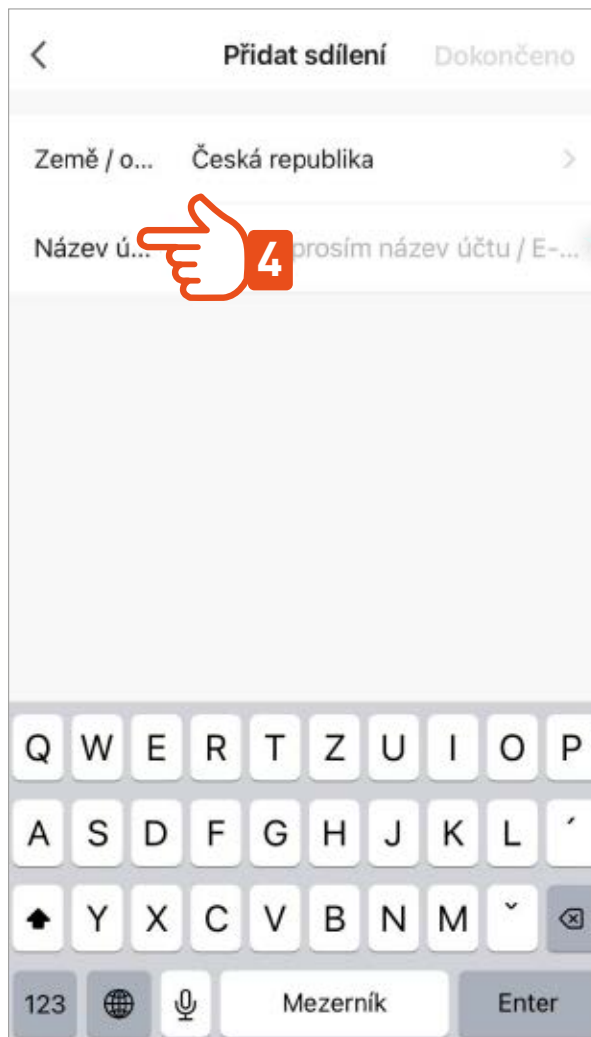 Přidat sdílení Dokončeno
Země / o... Česká republika
Název ú... 4 prosím název účtu / E-...
Q W E R T Z U I O P
A S D F G H J K L ´
Y X C V B N M ˇ
123 Mezerník Enter